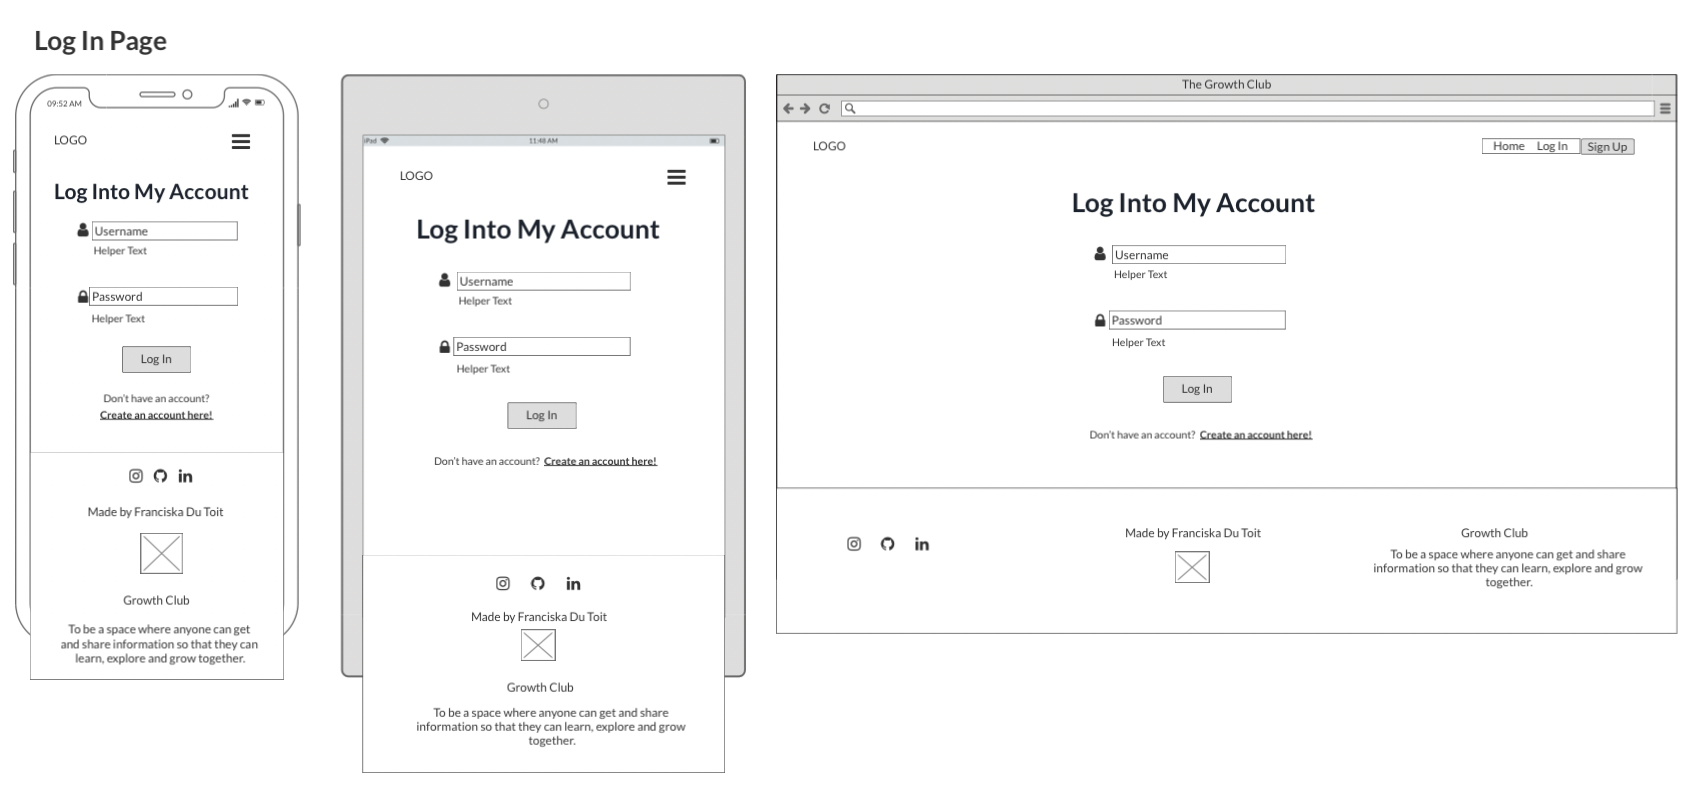 Log In Page
09:52 AM
LOGO
Log Into My Account
Username
Helper Text
Password
Helper Text
Log In
Don't have an account?
Create an account here!
Made by Franciska Du Toit
Growth Club
To be a space where anyone can get
and share information so that they can
learn, explore and grow together.
iPad
11:48 AM
LOGO
Log Into My Account
Username
Helper Text
Password
Helper Text
Log In
Don't have an account? Create an account here!
Made by Franciska Du Toit
Growth Club
To be a space where anyone can get and share
information so that they can learn, explore and grow
together.
The Growth Club
LOGO
Home Log In Sign Up
Log Into My Account
Username
Helper Text
Password
Helper Text
Log In
Don't have an account? Create an account here!
Made by Franciska Du Toit
Growth Club
To be a space where anyone can get and share
information so that they can learn, explore and grow
together.